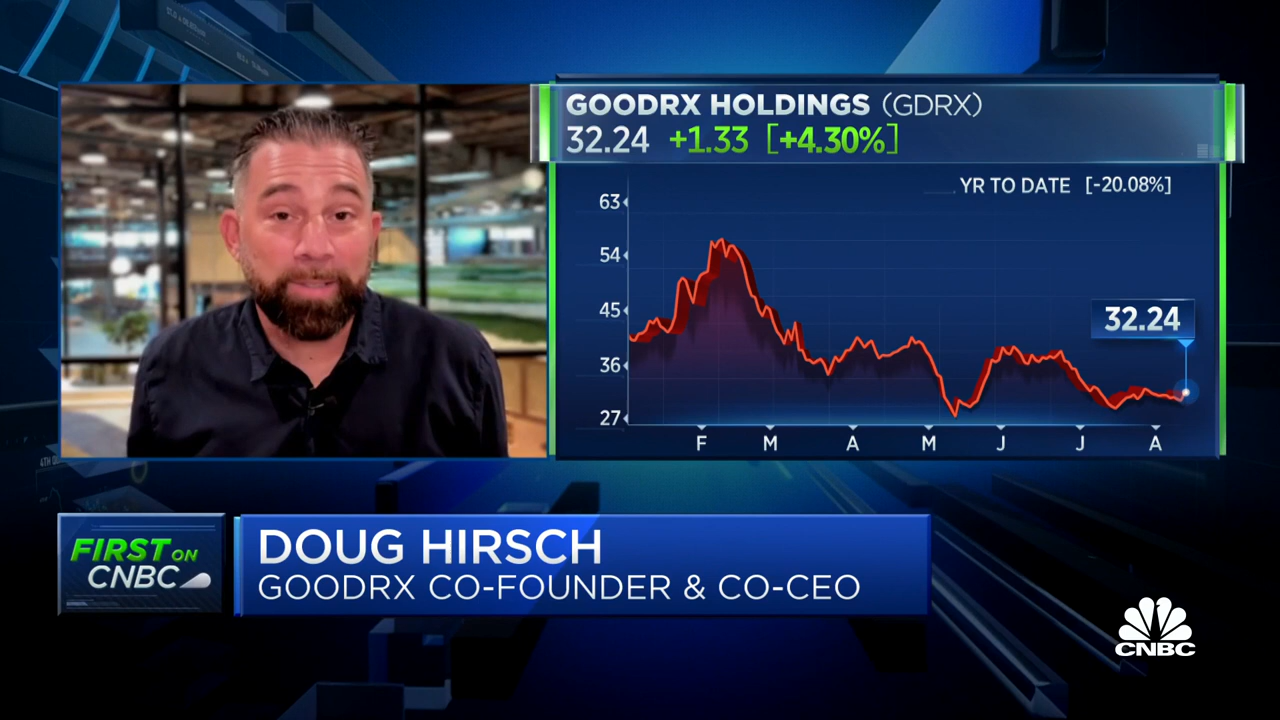 GOODRX HOLDINGS (GDRX)
32.24 +1.33 [+4.30%]
YR TO DATE [-20.08%]
63
54
45
36
27
32.24
F M A M J J A
FIRST ON
CNBC
DOUG HIRSCH
GOODRX CO-FOUNDER & CO-CEO
CNBC